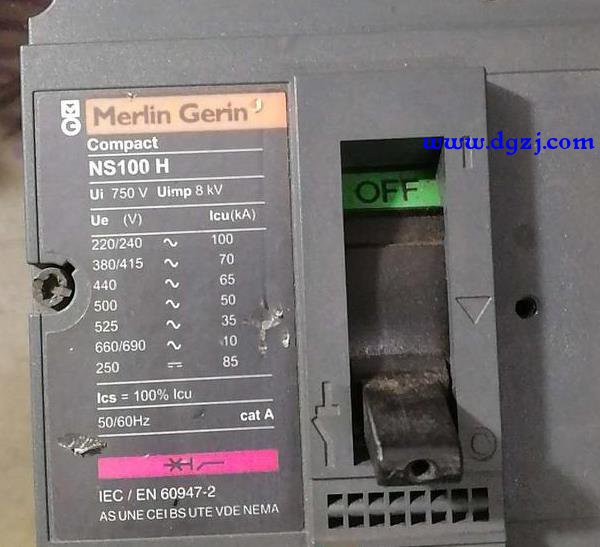 MG Merlin Gerin
Compact
NS100 H
Ui 750 V Uimp 8 kV
Ue (V) Icu(kA)
220/240 ~ 100
380/415 ~ 70
440 ~ 65
500 ~ 50
525 ~ 35
660/690 ~ 10
250 ⎓ 85
Ics = 100% Icu
50/60Hz cat A
IEC / EN 60947-2
AS UNE CEI BS UTE VDE NEMA
www.dgzj.com
I
OFF
O